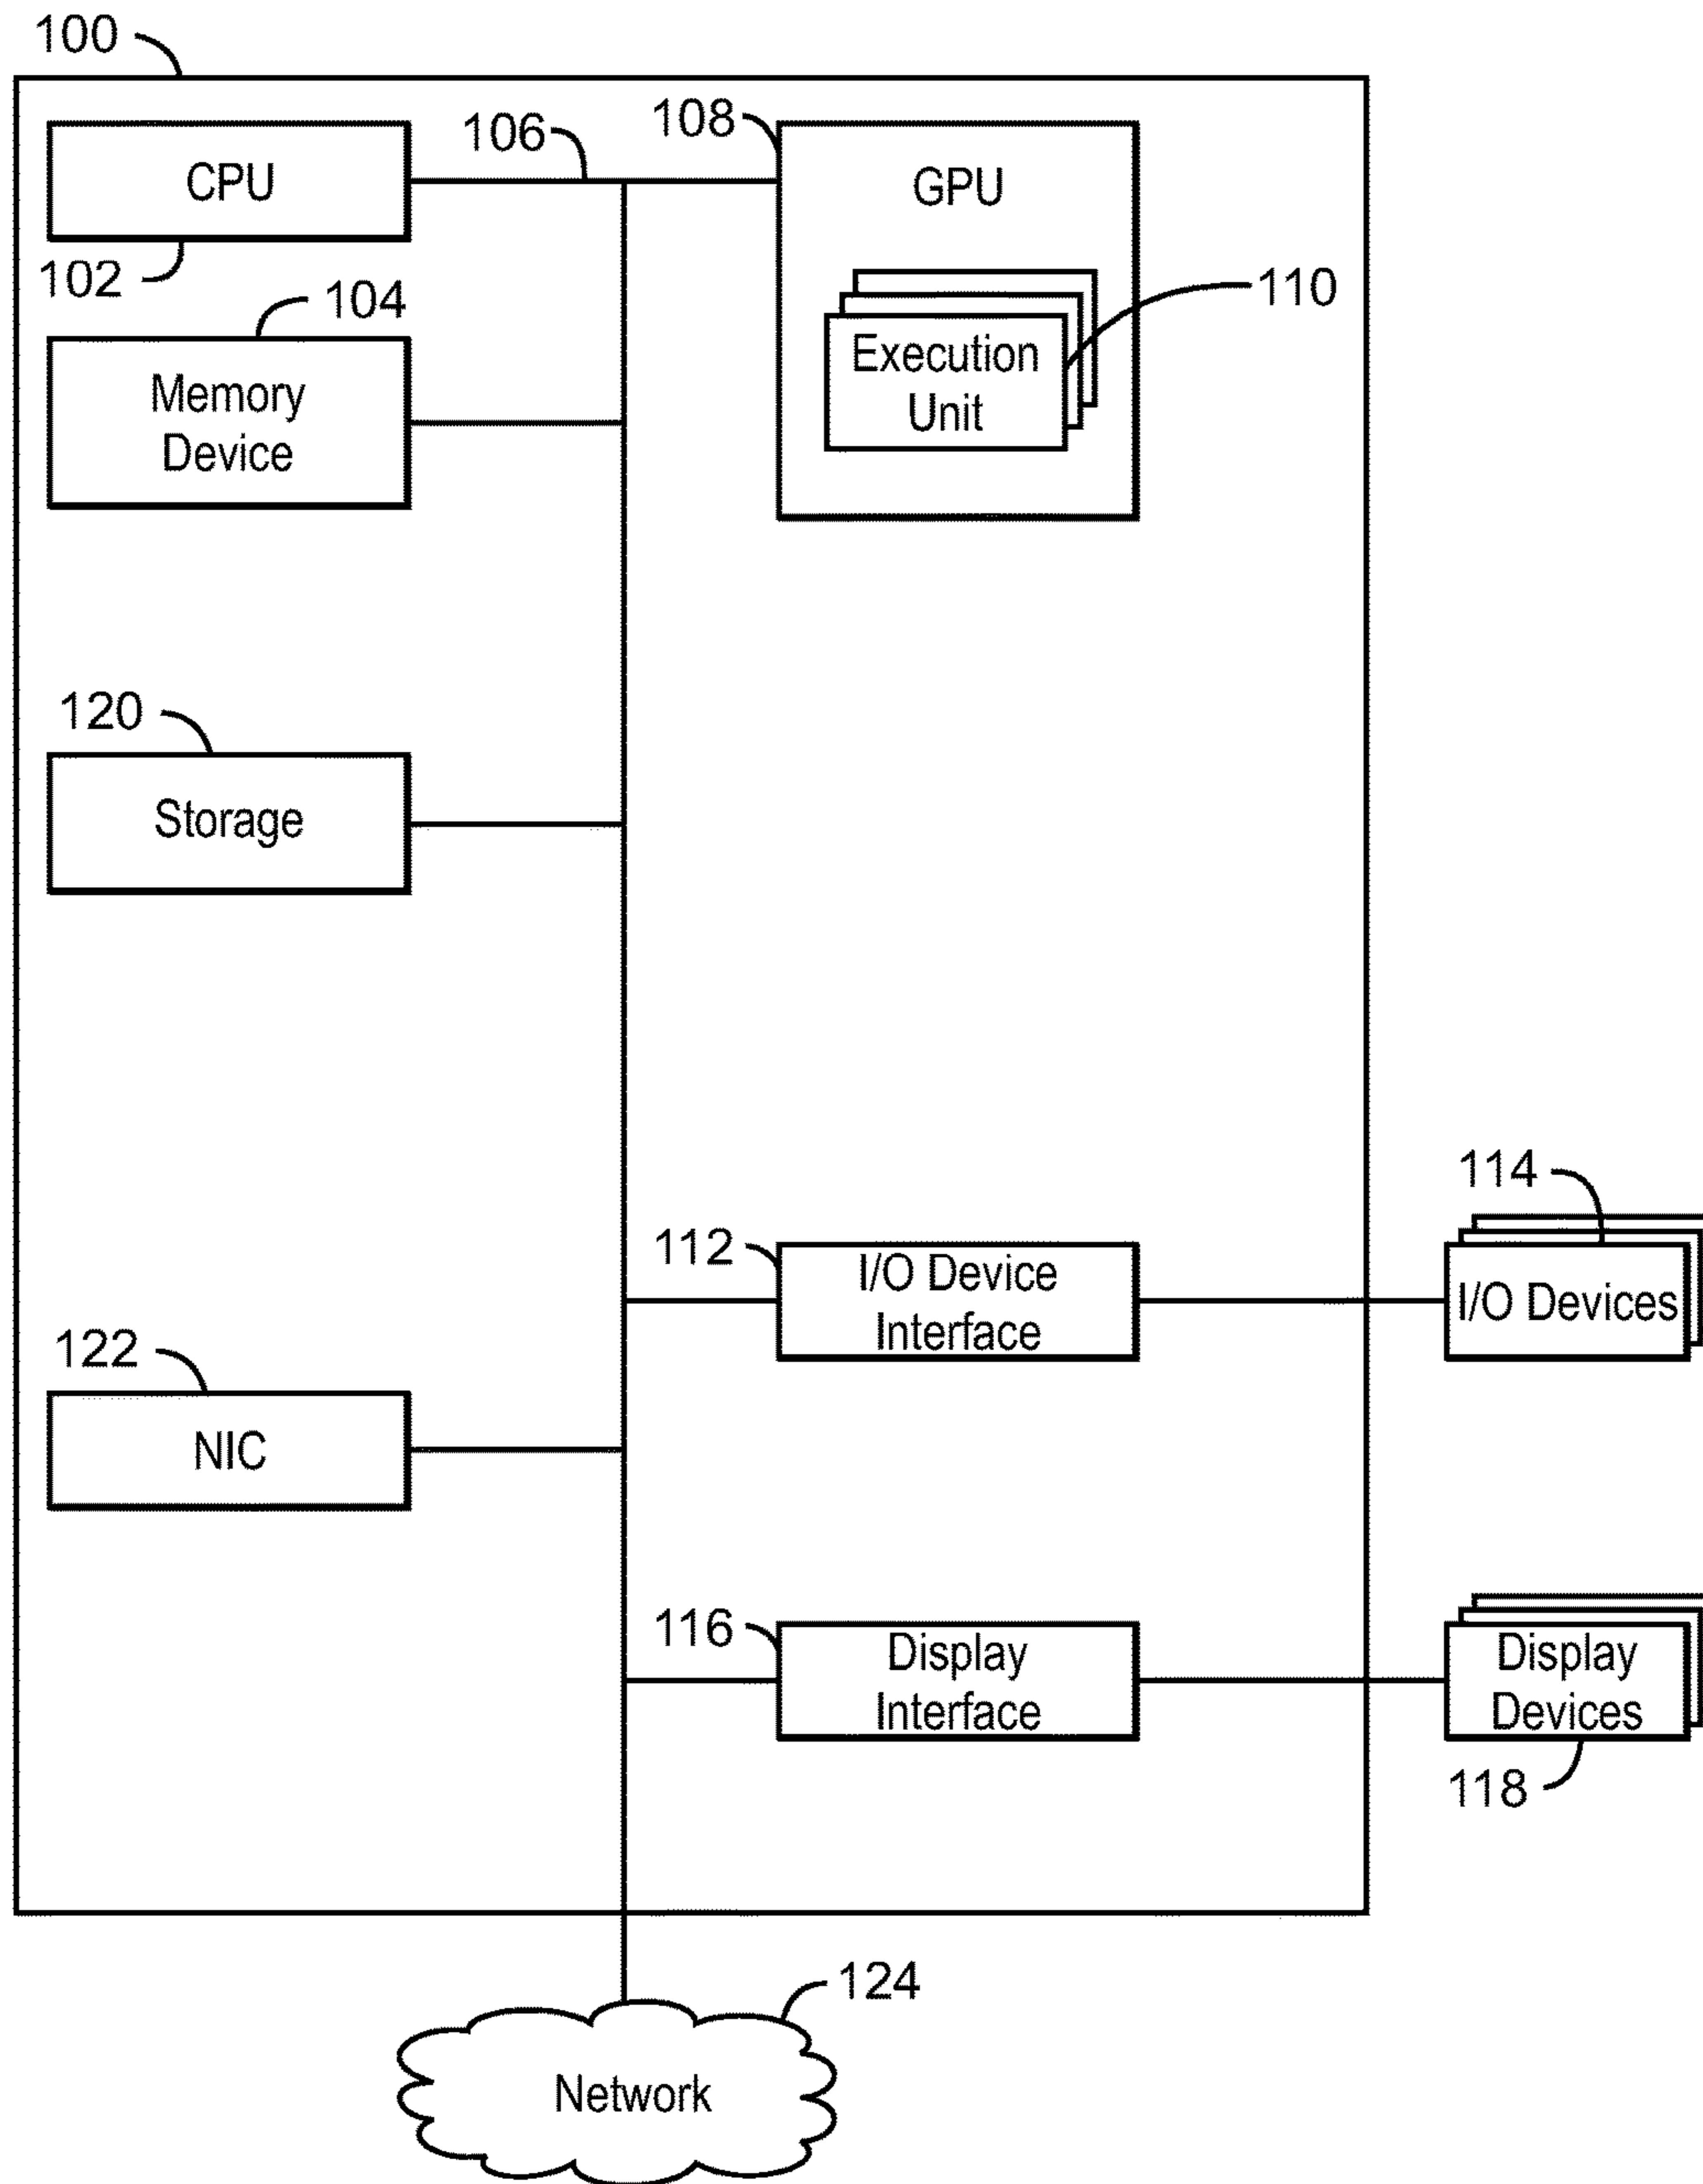 100
106
108
CPU
GPU
102
104
110
Execution
Unit
Memory
Device
120
Storage
114
112
I/O Device
Interface
I/O Devices
122
NIC
116
Display
Interface
Display
Devices
118
124
Network